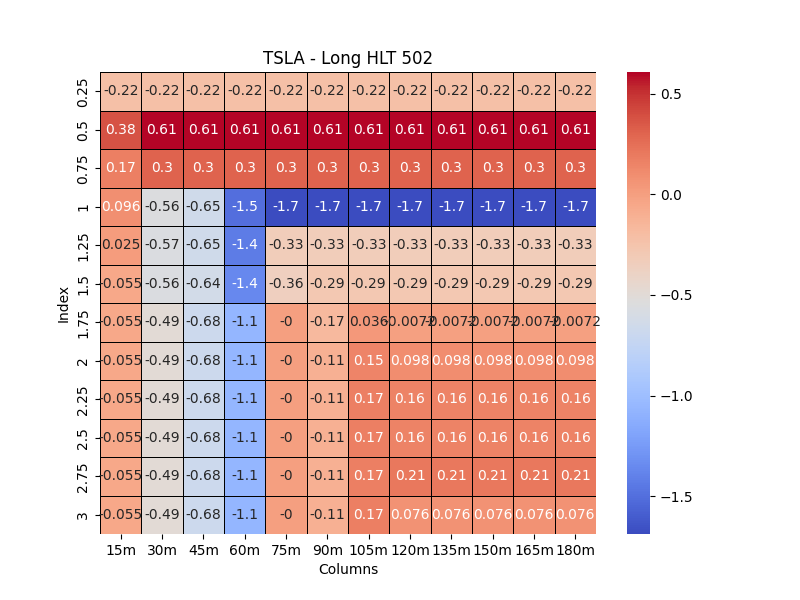 TSLA - Long HLT 502
0.25 -0.22 -0.22 -0.22 -0.22 -0.22 -0.22 -0.22 -0.22 -0.22 -0.22 -0.22 -0.22
0.5 0.38 0.61 0.61 0.61 0.61 0.61 0.61 0.61 0.61 0.61 0.61 0.61
0.75 0.17 0.3 0.3 0.3 0.3 0.3 0.3 0.3 0.3 0.3 0.3 0.3
1 0.096 -0.56 -0.65 -1.5 -1.7 -1.7 -1.7 -1.7 -1.7 -1.7 -1.7 -1.7
1.25 0.025 -0.57 -0.65 -1.4 -0.33 -0.33 -0.33 -0.33 -0.33 -0.33 -0.33 -0.33
1.5 -0.055 -0.56 -0.64 -1.4 -0.36 -0.29 -0.29 -0.29 -0.29 -0.29 -0.29 -0.29
1.75 -0.055 -0.49 -0.68 -1.1 -0 -0.17 0.036 -0.0072 -0.0072 -0.0072 -0.0072 -0.0072
2 -0.055 -0.49 -0.68 -1.1 -0 -0.11 0.15 0.098 0.098 0.098 0.098 0.098
2.25 -0.055 -0.49 -0.68 -1.1 -0 -0.11 0.17 0.16 0.16 0.16 0.16 0.16
2.5 -0.055 -0.49 -0.68 -1.1 -0 -0.11 0.17 0.16 0.16 0.16 0.16 0.16
2.75 -0.055 -0.49 -0.68 -1.1 -0 -0.11 0.17 0.21 0.21 0.21 0.21 0.21
3 -0.055 -0.49 -0.68 -1.1 -0 -0.11 0.17 0.076 0.076 0.076 0.076 0.076
15m 30m 45m 60m 75m 90m 105m 120m 135m 150m 165m 180m
Columns
Index
0.5
0.0
−0.5
−1.0
−1.5